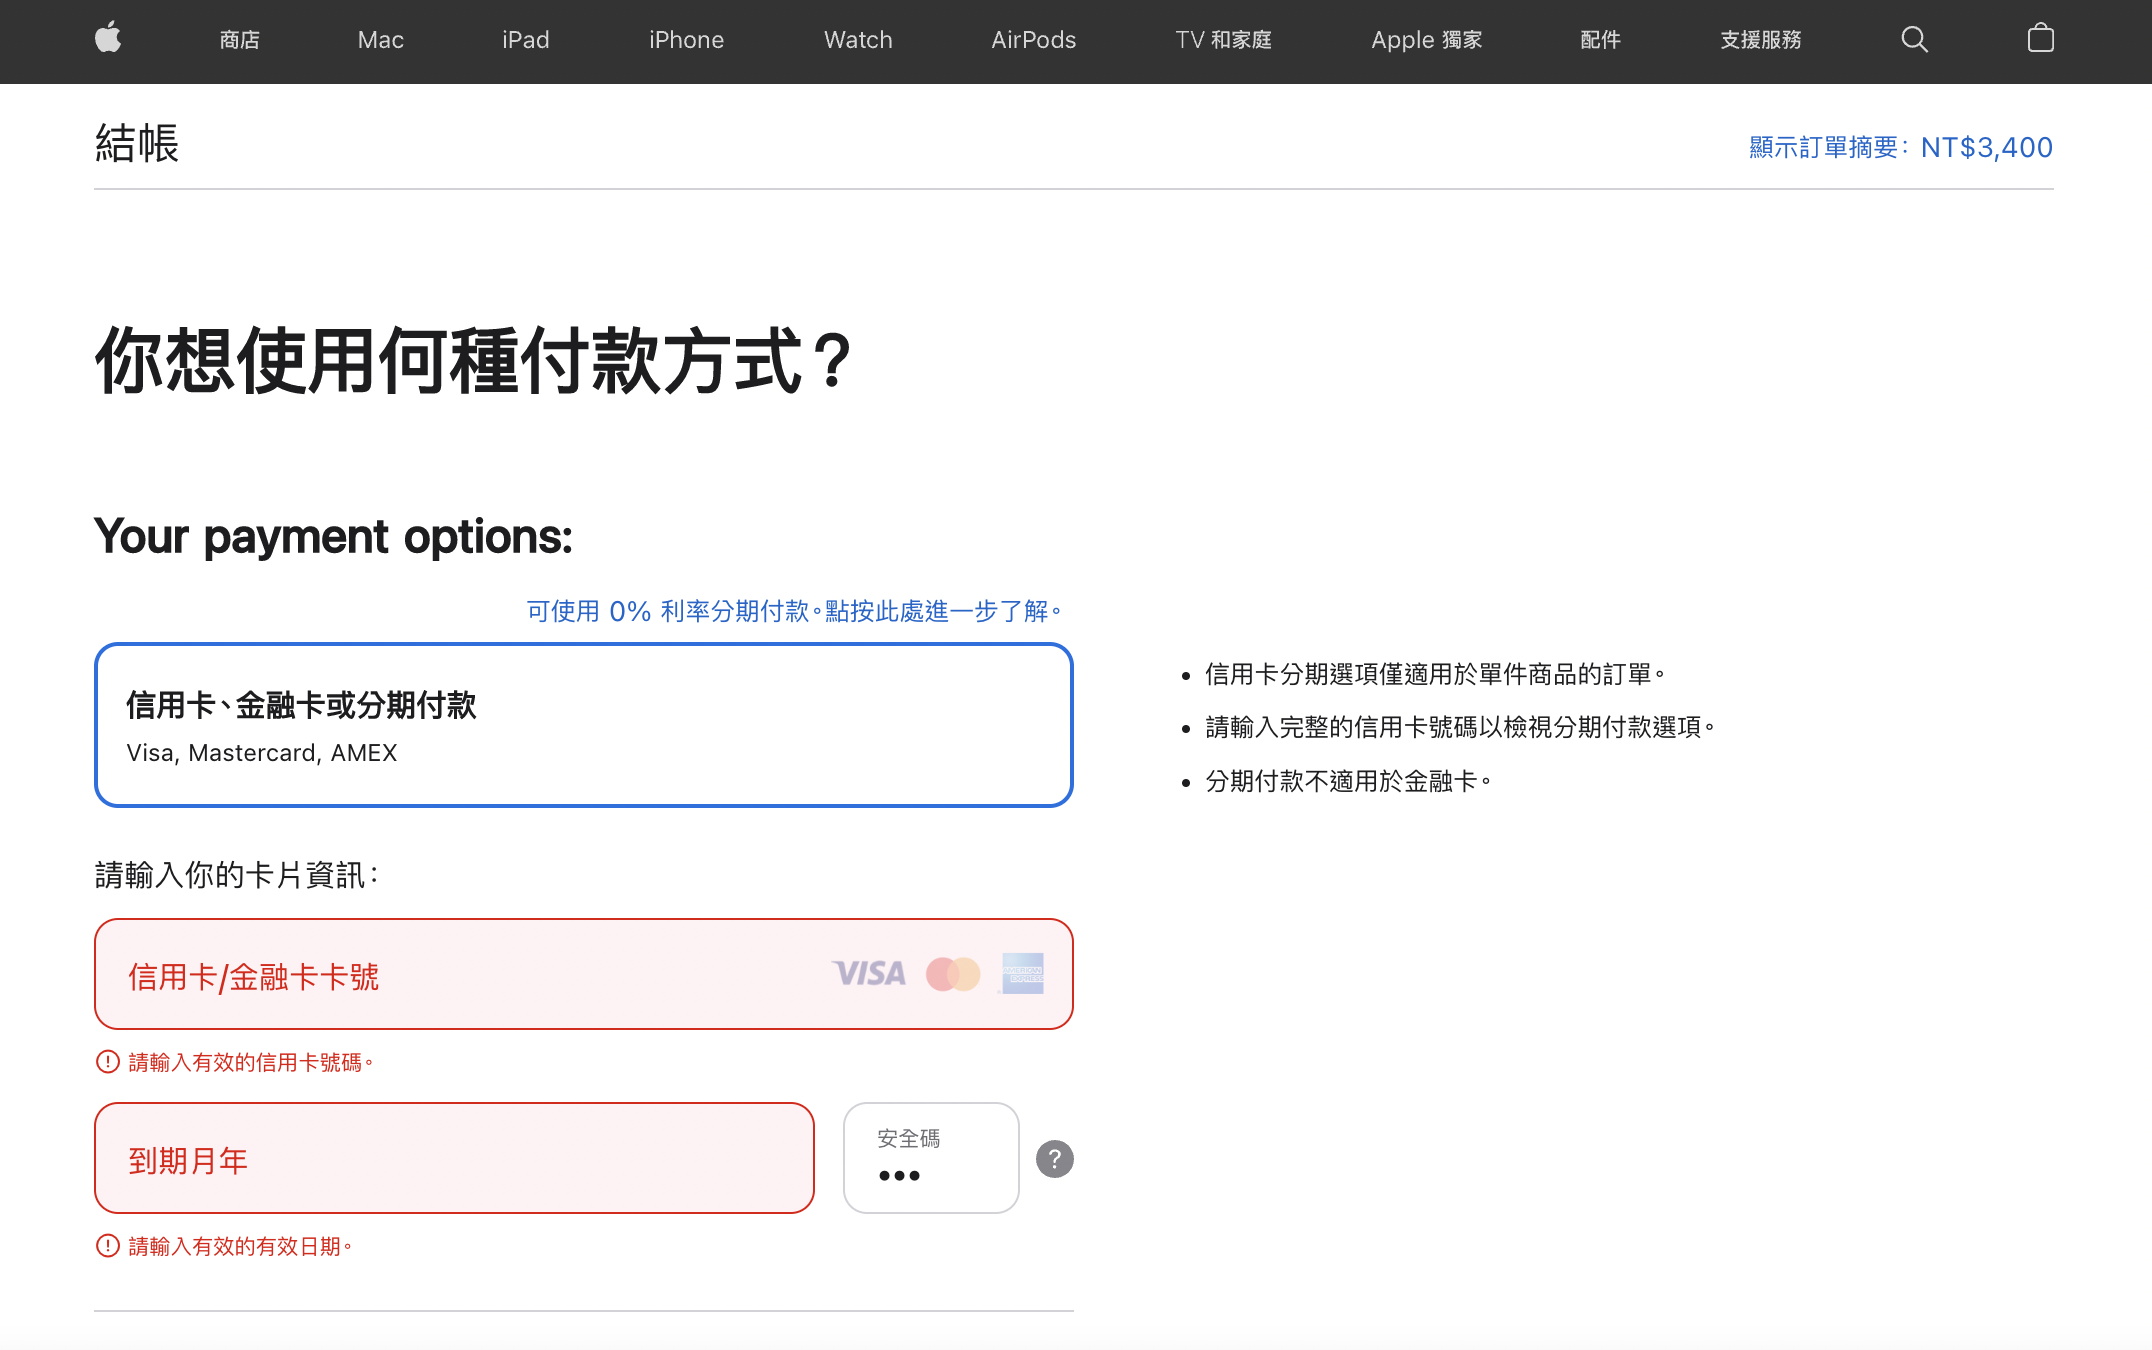 商店 Mac iPad iPhone Watch AirPods TV 和家庭 Apple 獨家 配件 支援服務
結帳
顯示訂單摘要：NT$3,400
你想使用何種付款方式？
Your payment options:
可使用 0% 利率分期付款。點按此處進一步了解。
信用卡、金融卡或分期付款
Visa, Mastercard, AMEX
• 信用卡分期選項僅適用於單件商品的訂單。
• 請輸入完整的信用卡號碼以檢視分期付款選項。
• 分期付款不適用於金融卡。
請輸入你的卡片資訊：
信用卡/金融卡卡號
VISA
AMERICAN EXPRESS
請輸入有效的信用卡號碼。
到期月年
安全碼
•••
?
請輸入有效的有效日期。